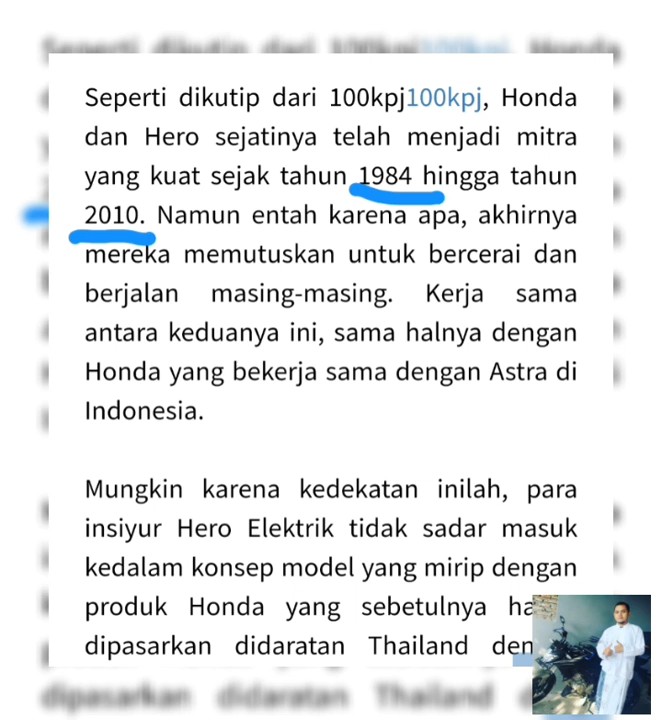 Seperti dikutip dari 100kpj100kpj, Honda
dan Hero sejatinya telah menjadi mitra
yang kuat sejak tahun 1984 hingga tahun
2010. Namun entah karena apa, akhirnya
mereka memutuskan untuk bercerai dan
berjalan masing-masing. Kerja sama
antara keduanya ini, sama halnya dengan
Honda yang bekerja sama dengan Astra di
Indonesia.
Mungkin karena kedekatan inilah, para
insiyur Hero Elektrik tidak sadar masuk
kedalam konsep model yang mirip dengan
produk Honda yang sebetulnya
dipasarkan didaratan Thailand